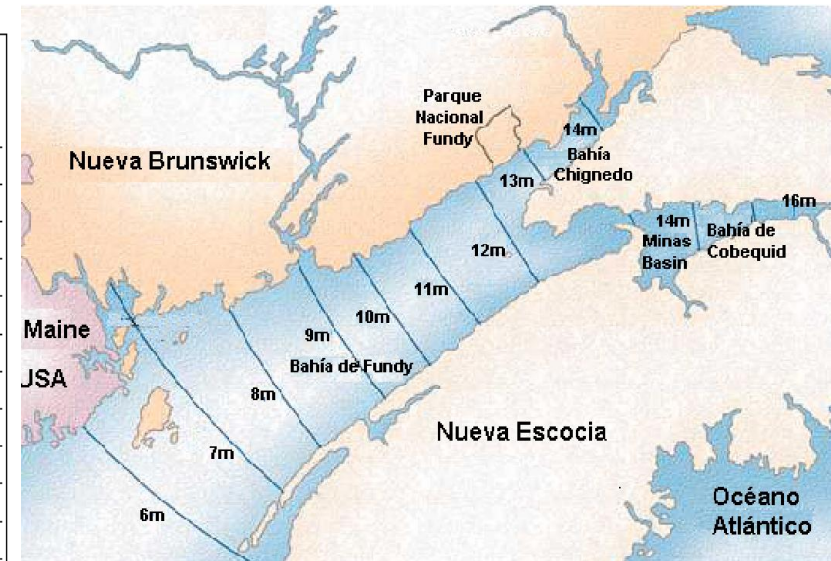 Parque
Nacional
Fundy
Nueva Brunswick
14m
Bahía
Chignedo
13m
16m
14m
Minas
Basin
Bahía de
Cobequid
12m
11m
10m
9m
Maine
USA
Bahía de Fundy
8m
7m
6m
Nueva Escocia
Océano
Atlántico